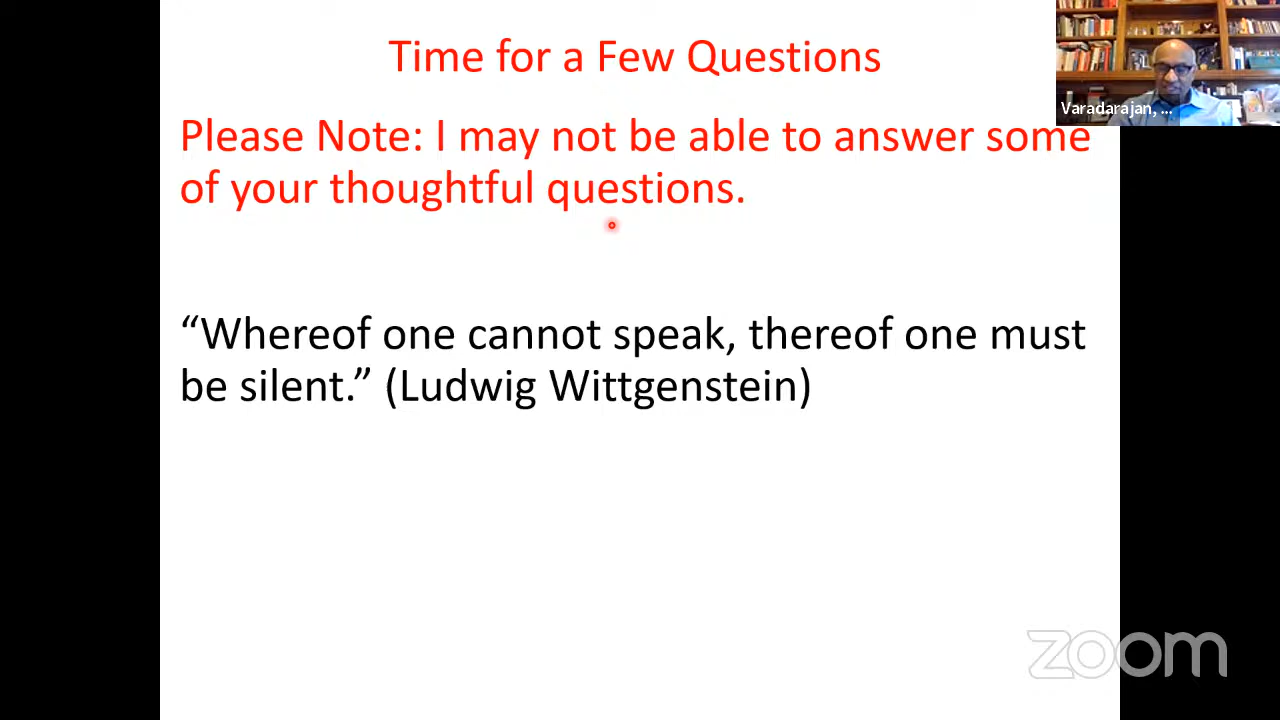 Time for a Few Questions
Please Note: I may not be able to answer some
of your thoughtful questions.
“Whereof one cannot speak, thereof one must
be silent.” (Ludwig Wittgenstein)
Varadarajan, ...
zoom